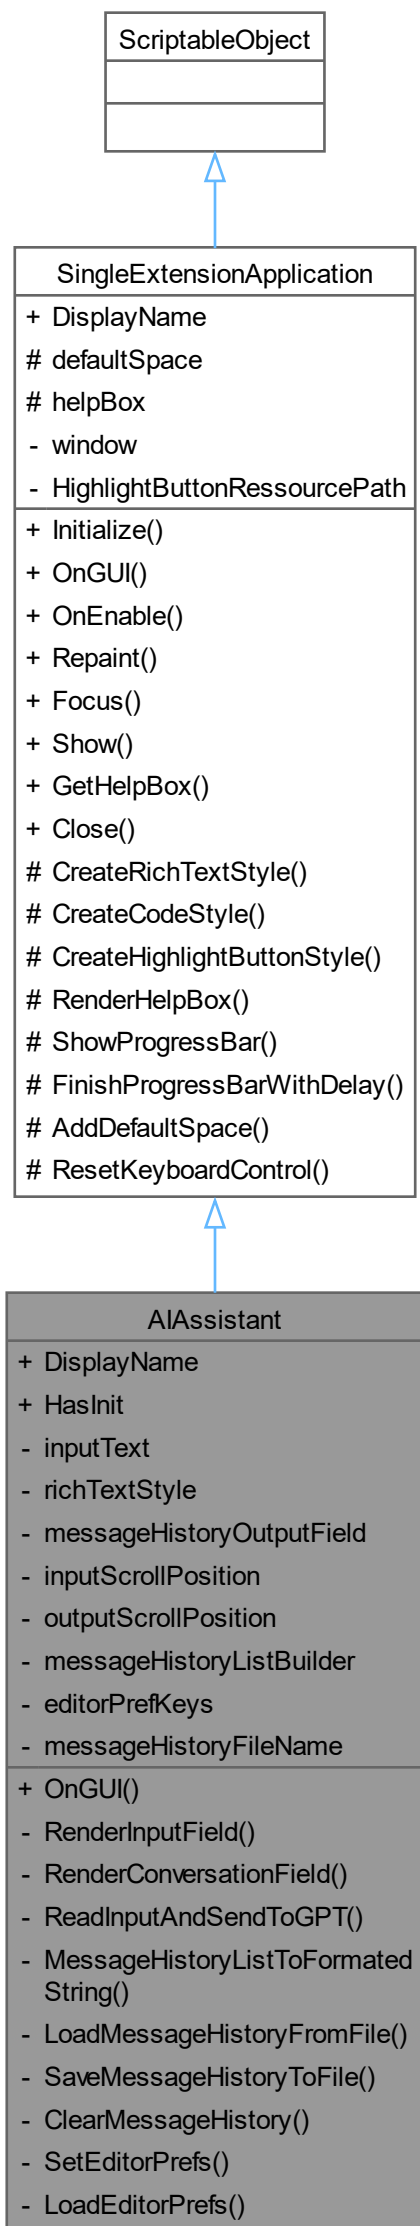 ScriptableObject
SingleExtensionApplication
+ DisplayName
# defaultSpace
# helpBox
- window
- HighlightButtonRessourcePath
+ Initialize()
+ OnGUI()
+ OnEnable()
+ Repaint()
+ Focus()
+ Show()
+ GetHelpBox()
+ Close()
# CreateRichTextStyle()
# CreateCodeStyle()
# CreateHighlightButtonStyle()
# RenderHelpBox()
# ShowProgressBar()
# FinishProgressBarWithDelay()
# AddDefaultSpace()
# ResetKeyboardControl()
AIAssistant
+ DisplayName
+ HasInit
- inputText
- richTextStyle
- messageHistoryOutputField
- inputScrollPosition
- outputScrollPosition
- messageHistoryListBuilder
- editorPrefKeys
- messageHistoryFileName
+ OnGUI()
- RenderInputField()
- RenderConversationField()
- ReadInputAndSendToGPT()
- MessageHistoryListToFormated
String()
- LoadMessageHistoryFromFile()
- SaveMessageHistoryToFile()
- ClearMessageHistory()
- SetEditorPrefs()
- LoadEditorPrefs()